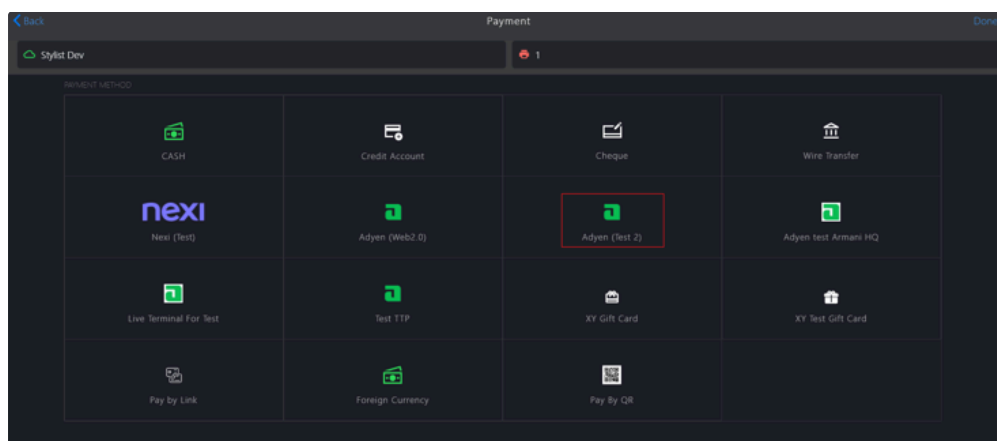 Back
Payment
Done
Stylist Dev
1
PAYMENT METHOD
CASH
Credit Account
Cheque
Wire Transfer
nexi
Nexi (Test)
Adyen (Web2.0)
Adyen (Test 2)
Adyen test Armani HQ
Live Terminal For Test
Test TTP
XY Gift Card
XY Test Gift Card
Pay by Link
Foreign Currency
Pay By QR